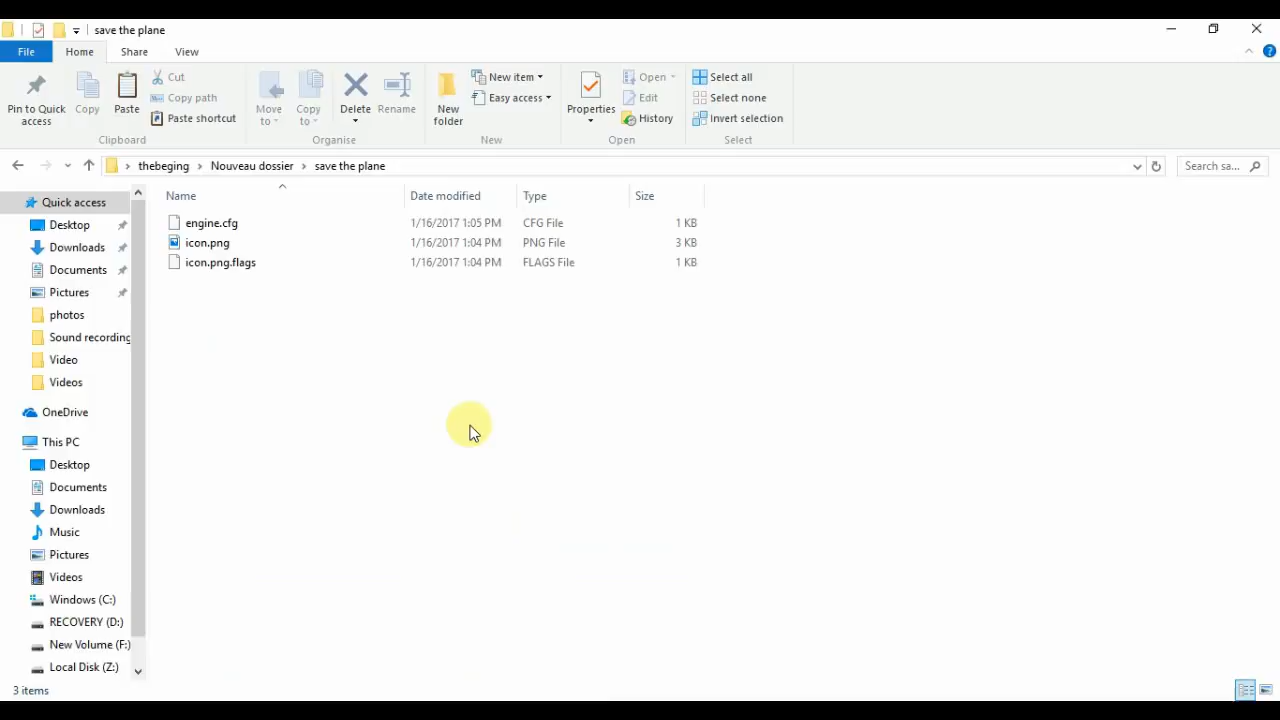 save the plane
File Home Share View
Pin to Quick access
Copy
Paste
Cut
Copy path
Paste shortcut
Clipboard
Move to
Copy to
Delete
Rename
Organise
New folder
New item
Easy access
New
Properties
Open
Edit
History
Open
Select all
Select none
Invert selection
Select
thebeging Nouveau dossier save the plane
Search sa...
Name Date modified Type Size
engine.cfg 1/16/2017 1:05 PM CFG File 1 KB
icon.png 1/16/2017 1:04 PM PNG File 3 KB
icon.png.flags 1/16/2017 1:04 PM FLAGS File 1 KB
Quick access
Desktop
Downloads
Documents
Pictures
photos
Sound recording
Video
Videos
OneDrive
This PC
Desktop
Documents
Downloads
Music
Pictures
Videos
Windows (C:)
RECOVERY (D:)
New Volume (F:)
Local Disk (Z:)
3 items